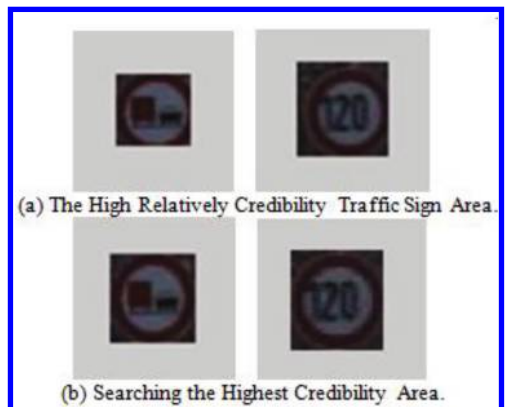 120
(a) The High Relatively Credibility Traffic Sign Area.
120
(b) Searching the Highest Credibility Area.